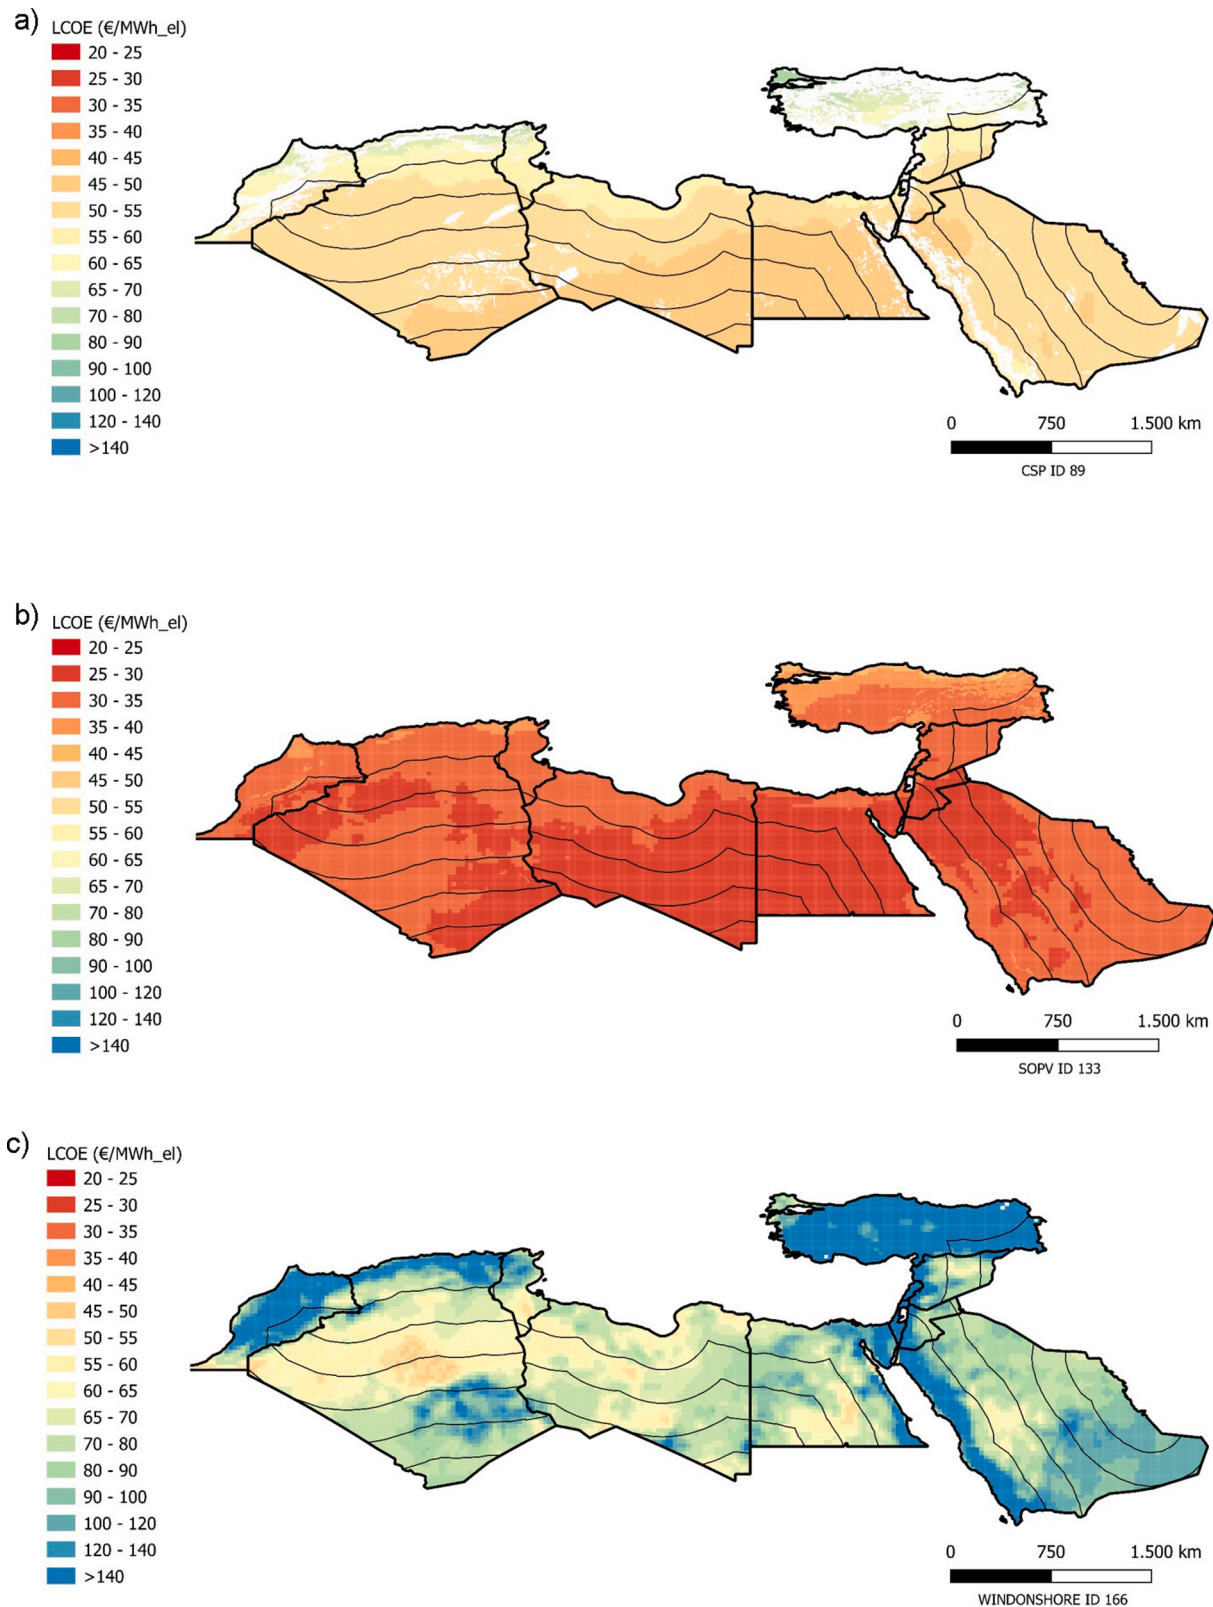 a)
LCOE (€/MWh_el)
20 - 25
25 - 30
30 - 35
35 - 40
40 - 45
45 - 50
50 - 55
55 - 60
60 - 65
65 - 70
70 - 80
80 - 90
90 - 100
100 - 120
120 - 140
>140
0 750 1.500 km
CSP ID 89
b)
LCOE (€/MWh_el)
20 - 25
25 - 30
30 - 35
35 - 40
40 - 45
45 - 50
50 - 55
55 - 60
60 - 65
65 - 70
70 - 80
80 - 90
90 - 100
100 - 120
120 - 140
>140
0 750 1.500 km
SOPV ID 133
c)
LCOE (€/MWh_el)
20 - 25
25 - 30
30 - 35
35 - 40
40 - 45
45 - 50
50 - 55
55 - 60
60 - 65
65 - 70
70 - 80
80 - 90
90 - 100
100 - 120
120 - 140
>140
0 750 1.500 km
WINDONSHORE ID 166